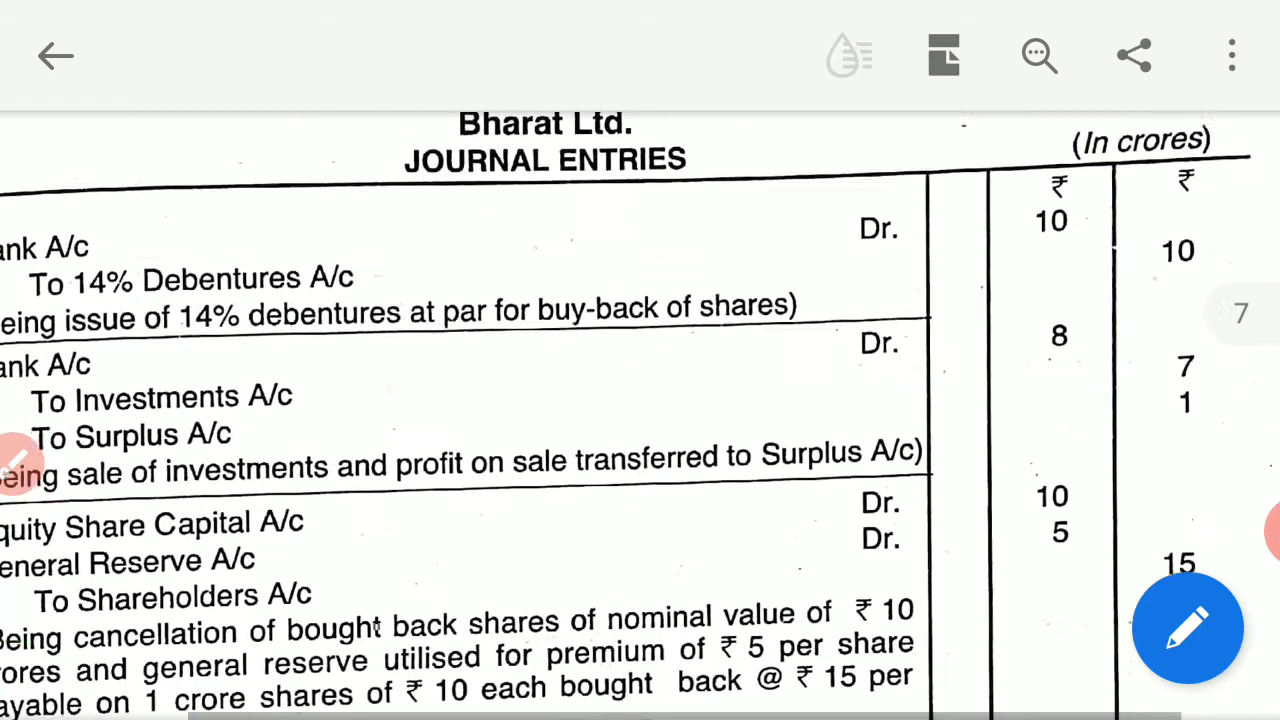 Bharat Ltd.
JOURNAL ENTRIES
(In crores)
₹ ₹
ank A/c Dr. 10
To 14% Debentures A/c 10
eing issue of 14% debentures at par for buy-back of shares)
ank A/c Dr. 8
To Investments A/c 7
To Surplus A/c 1
eing sale of investments and profit on sale transferred to Surplus A/c)
quity Share Capital A/c Dr. 10
eneral Reserve A/c Dr. 5
To Shareholders A/c 15
Being cancellation of bought back shares of nominal value of ₹ 10
rores and general reserve utilised for premium of ₹ 5 per share
ayable on 1 crore shares of ₹ 10 each bought back @ ₹ 15 per
7